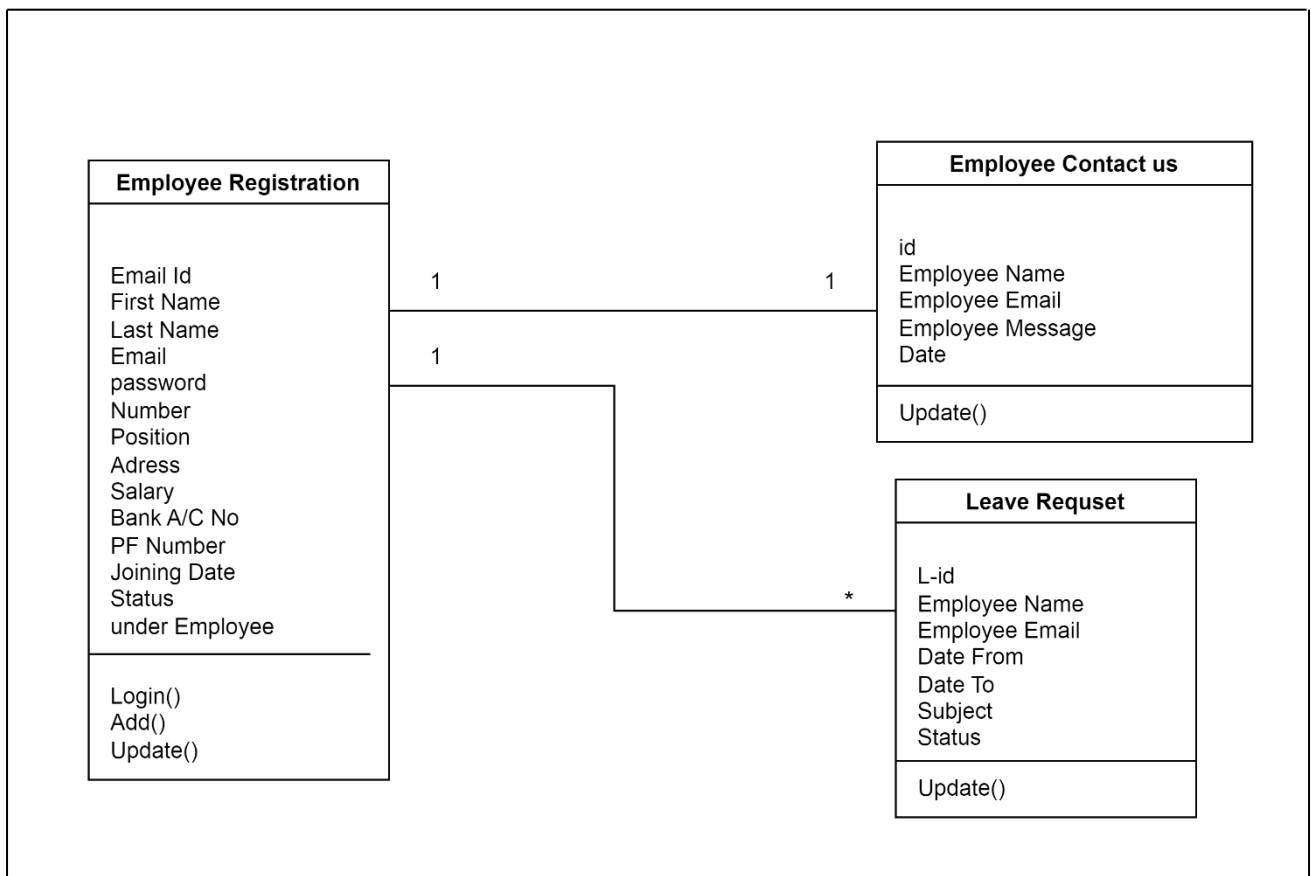 Employee Registration
Email Id
First Name
Last Name
Email
password
Number
Position
Adress
Salary
Bank A/C No
PF Number
Joining Date
Status
under Employee
Login()
Add()
Update()
1
1
1
*
Employee Contact us
id
Employee Name
Employee Email
Employee Message
Date
Update()
Leave Requset
L-id
Employee Name
Employee Email
Date From
Date To
Subject
Status
Update()